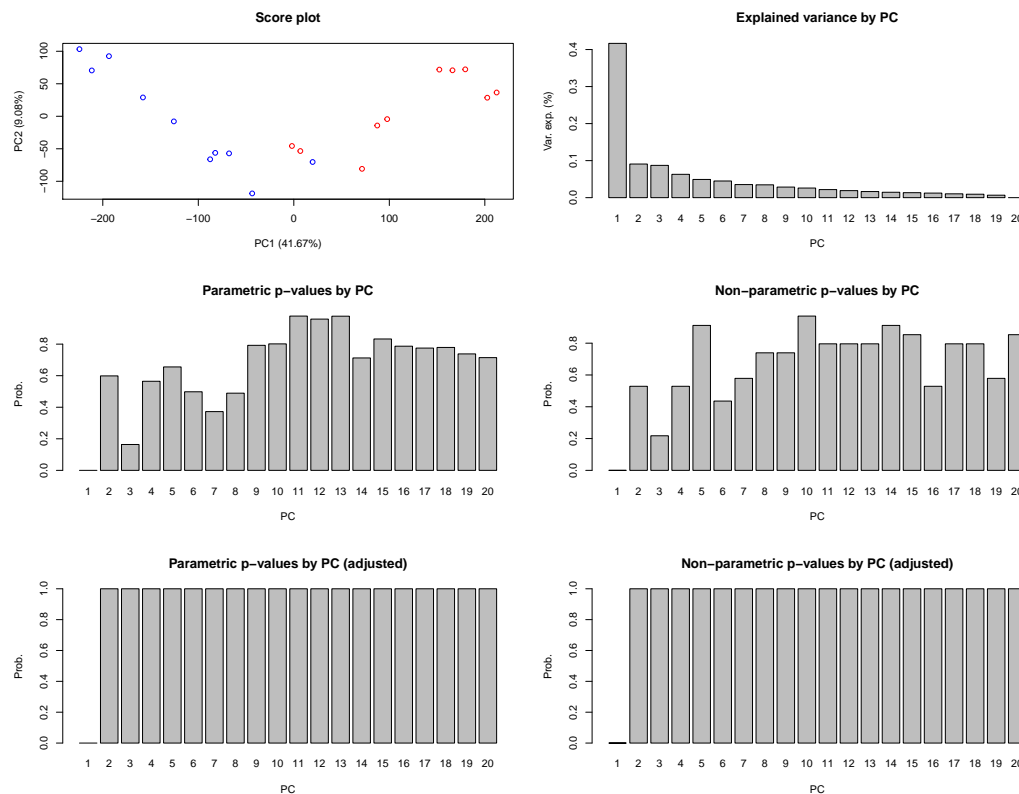 Score plot
PC2 (9.08%)
100
50
0
−50
−100
−200
−100
0
100
200
PC1 (41.67%)
Explained variance by PC
Var. exp. (%)
0.4
0.3
0.2
0.1
0.0
1 2 3 4 5 6 7 8 9 10 11 12 13 14 15 16 17 18 19 20
PC
Parametric p−values by PC
Prob.
0.8
0.6
0.4
0.2
0.0
1 2 3 4 5 6 7 8 9 10 11 12 13 14 15 16 17 18 19 20
PC
Non−parametric p−values by PC
Prob.
0.8
0.6
0.4
0.2
0.0
1 2 3 4 5 6 7 8 9 10 11 12 13 14 15 16 17 18 19 20
PC
Parametric p−values by PC (adjusted)
Prob.
1.0
0.8
0.6
0.4
0.2
0.0
1 2 3 4 5 6 7 8 9 10 11 12 13 14 15 16 17 18 19 20
PC
Non−parametric p−values by PC (adjusted)
Prob.
1.0
0.8
0.6
0.4
0.2
0.0
1 2 3 4 5 6 7 8 9 10 11 12 13 14 15 16 17 18 19 20
PC